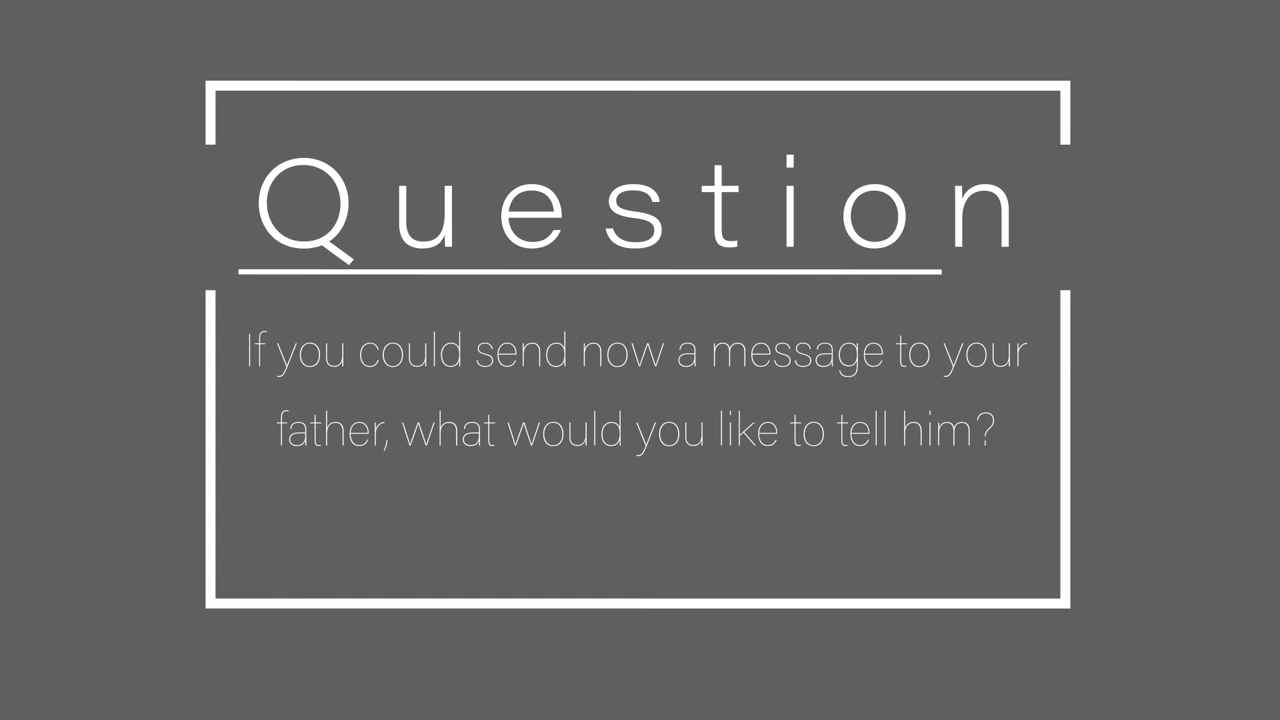 Question
If you could send now a message to your
father, what would you like to tell him?